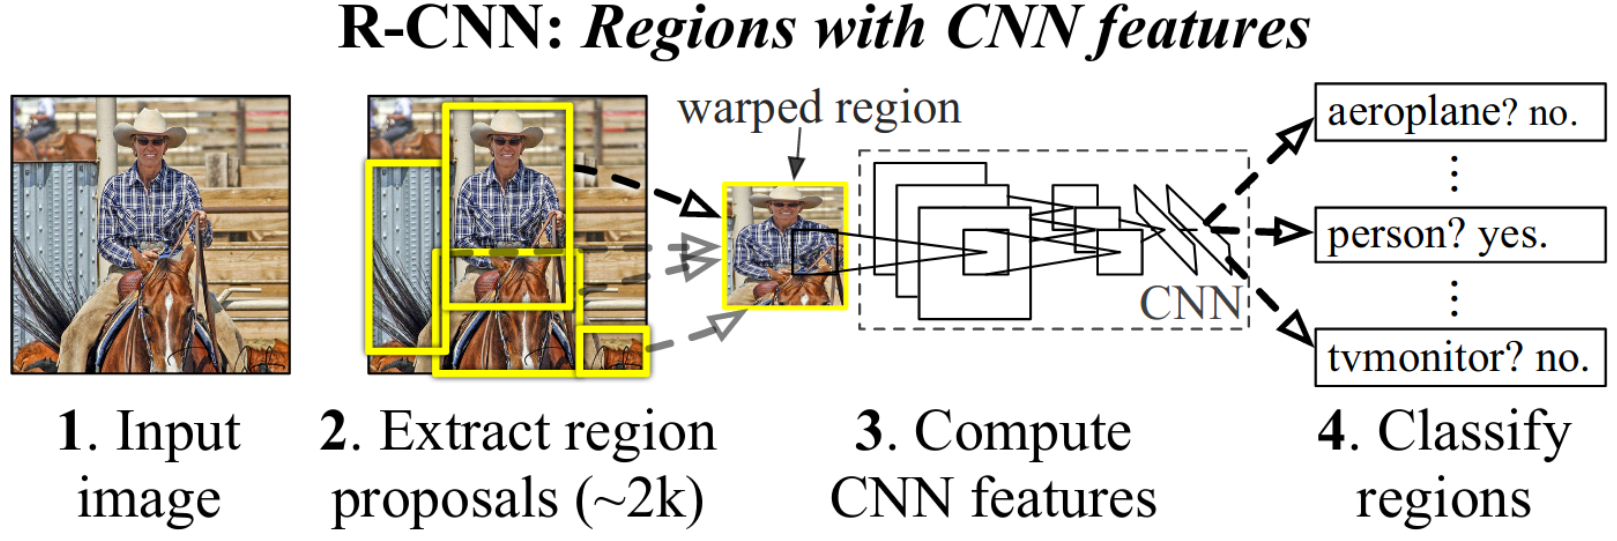 R-CNN: Regions with CNN features
warped region
aeroplane? no.
person? yes.
CNN
tvmonitor? no.
1. Input
image
2. Extract region
proposals (~2k)
3. Compute
CNN features
4. Classify
regions